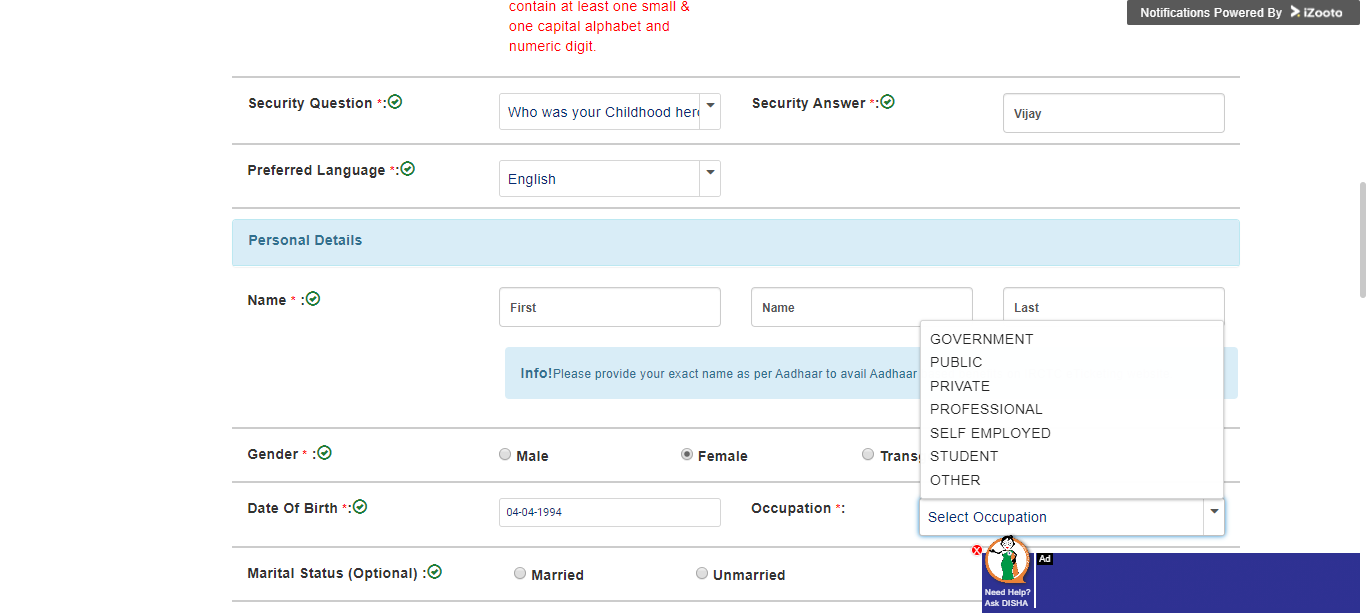 contain at least one small &
one capital alphabet and
numeric digit.
Notifications Powered By iZooto
Security Question *:
Who was your Childhood her
Security Answer *:
Vijay
Preferred Language *:
English
Personal Details
Name * :
First
Name
Last
Info!Please provide your exact name as per Aadhaar to avail Aadhaar
GOVERNMENT
PUBLIC
PRIVATE
PROFESSIONAL
SELF EMPLOYED
STUDENT
OTHER
Gender * :
Male
Female
Trans
Date Of Birth *:
04-04-1994
Occupation *:
Select Occupation
Marital Status (Optional) :
Married
Unmarried
Need Help?
Ask DISHA
Ad